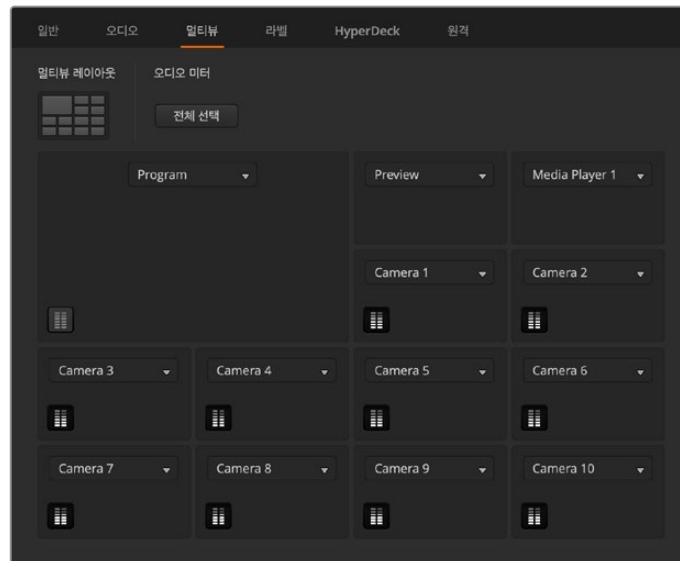 일반 오디오 멀티뷰 라벨 HyperDeck 원격
멀티뷰 레이아웃 오디오 미터
전체 선택
Program Preview Media Player 1
Camera 1 Camera 2
Camera 3 Camera 4 Camera 5 Camera 6
Camera 7 Camera 8 Camera 9 Camera 10